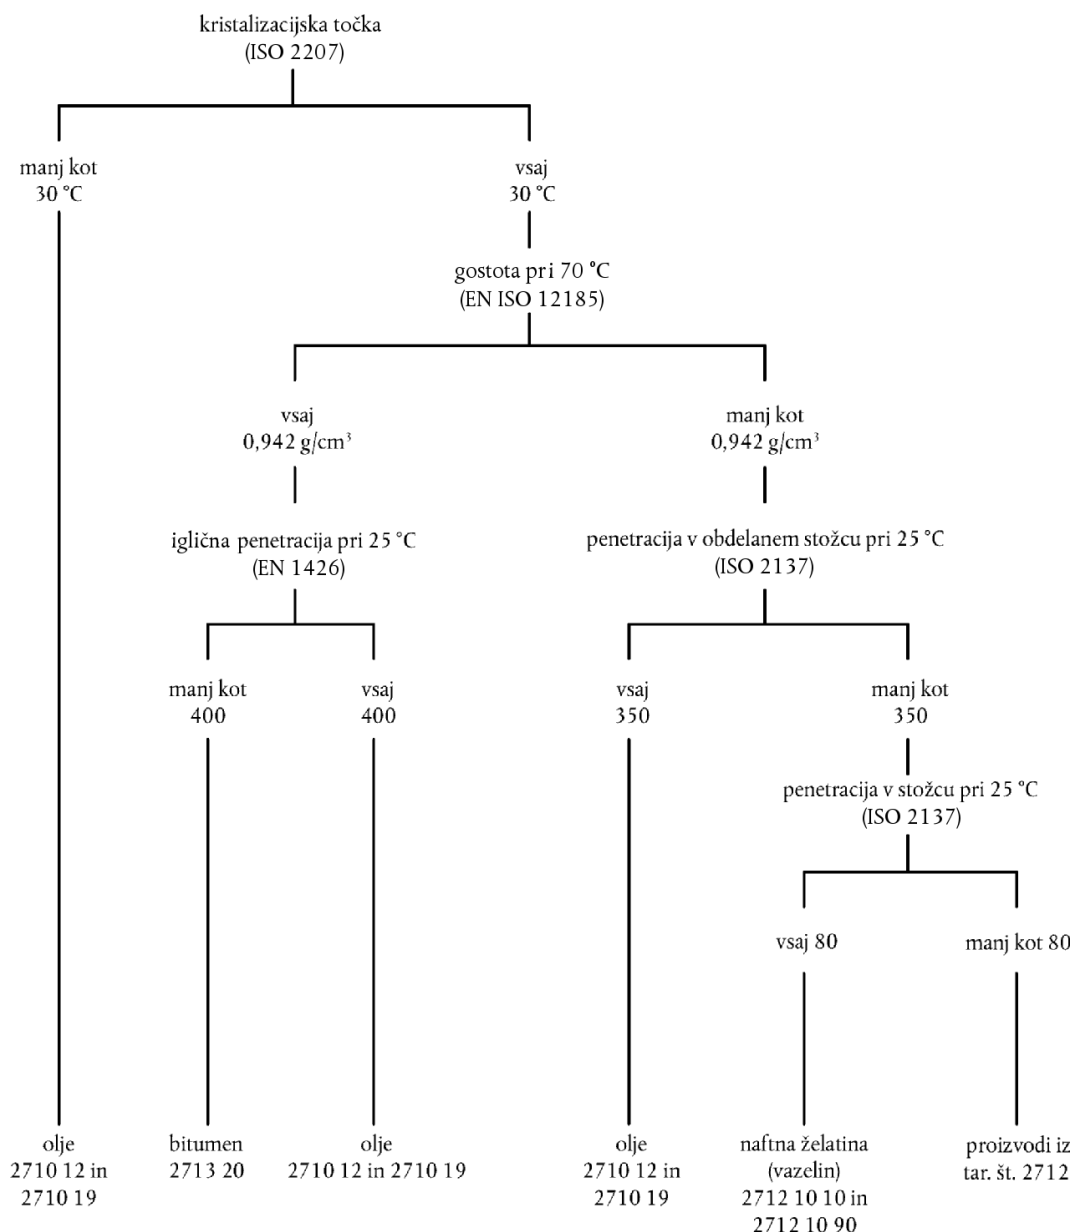 kristalizacijska točka
(ISO 2207)
manj kot
30 °C
vsaj
30 °C
gostota pri 70 °C
(EN ISO 12185)
vsaj
0,942 g/cm³
manj kot
0,942 g/cm³
iglična penetracija pri 25 °C
(EN 1426)
penetracija v obdelanem stožcu pri 25 °C
(ISO 2137)
manj kot
400
vsaj
400
vsaj
350
manj kot
350
penetracija v stožcu pri 25 °C
(ISO 2137)
vsaj 80
manj kot 80
olje
2710 12 in
2710 19
bitumen
2713 20
olje
2710 12 in 2710 19
olje
2710 12 in
2710 19
naftna želatina
(vazelin)
2712 10 10 in
2712 10 90
proizvodi iz
tar. št. 2712